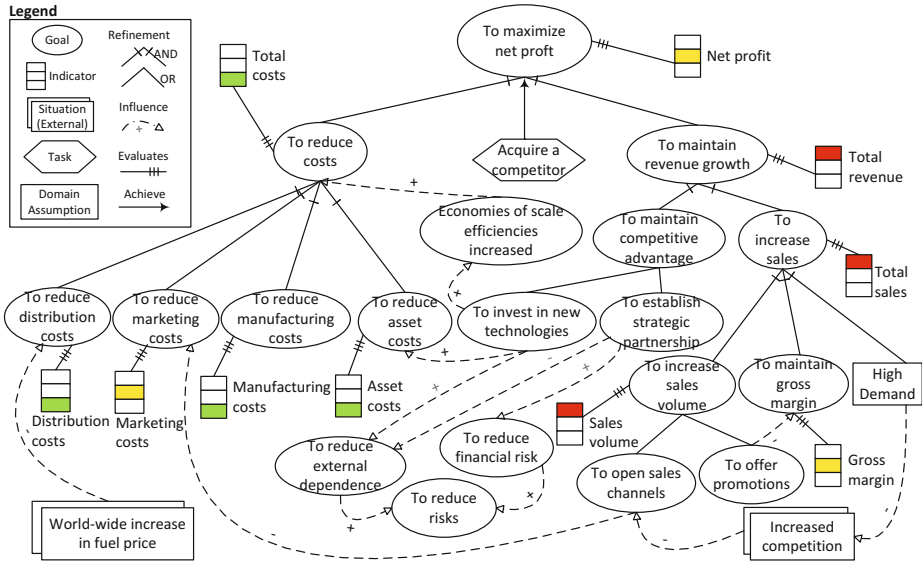 Legend
Goal
Refinement
AND
OR
Indicator
Situation
(External)
Influence
+
Task
Evaluates
Domain
Assumption
Achieve
Total
costs
To maximize
net proft
Net profit
To reduce
costs
Acquire a
competitor
To maintain
revenue growth
Total
revenue
+
Economies of scale
efficiencies
increased
To maintain
competitive
advantage
To
increase
sales
Total
sales
To reduce
distribution
costs
To reduce
marketing
costs
To reduce
manufacturing
costs
To reduce
asset
costs
+
To invest in new
technologies
To establish
strategic
partnership
+
-
+
+
Distribution
costs
Marketing
costs
Manufacturing
costs
Asset
costs
Sales
volume
To increase
sales
volume
To maintain
gross
margin
High
Demand
-
-
To reduce
external
dependence
To reduce
financial risk
To reduce
risks
+
+
To open sales
channels
To offer
promotions
-
Gross
margin
World-wide increase
in fuel price
-
-
Increased
competition
-